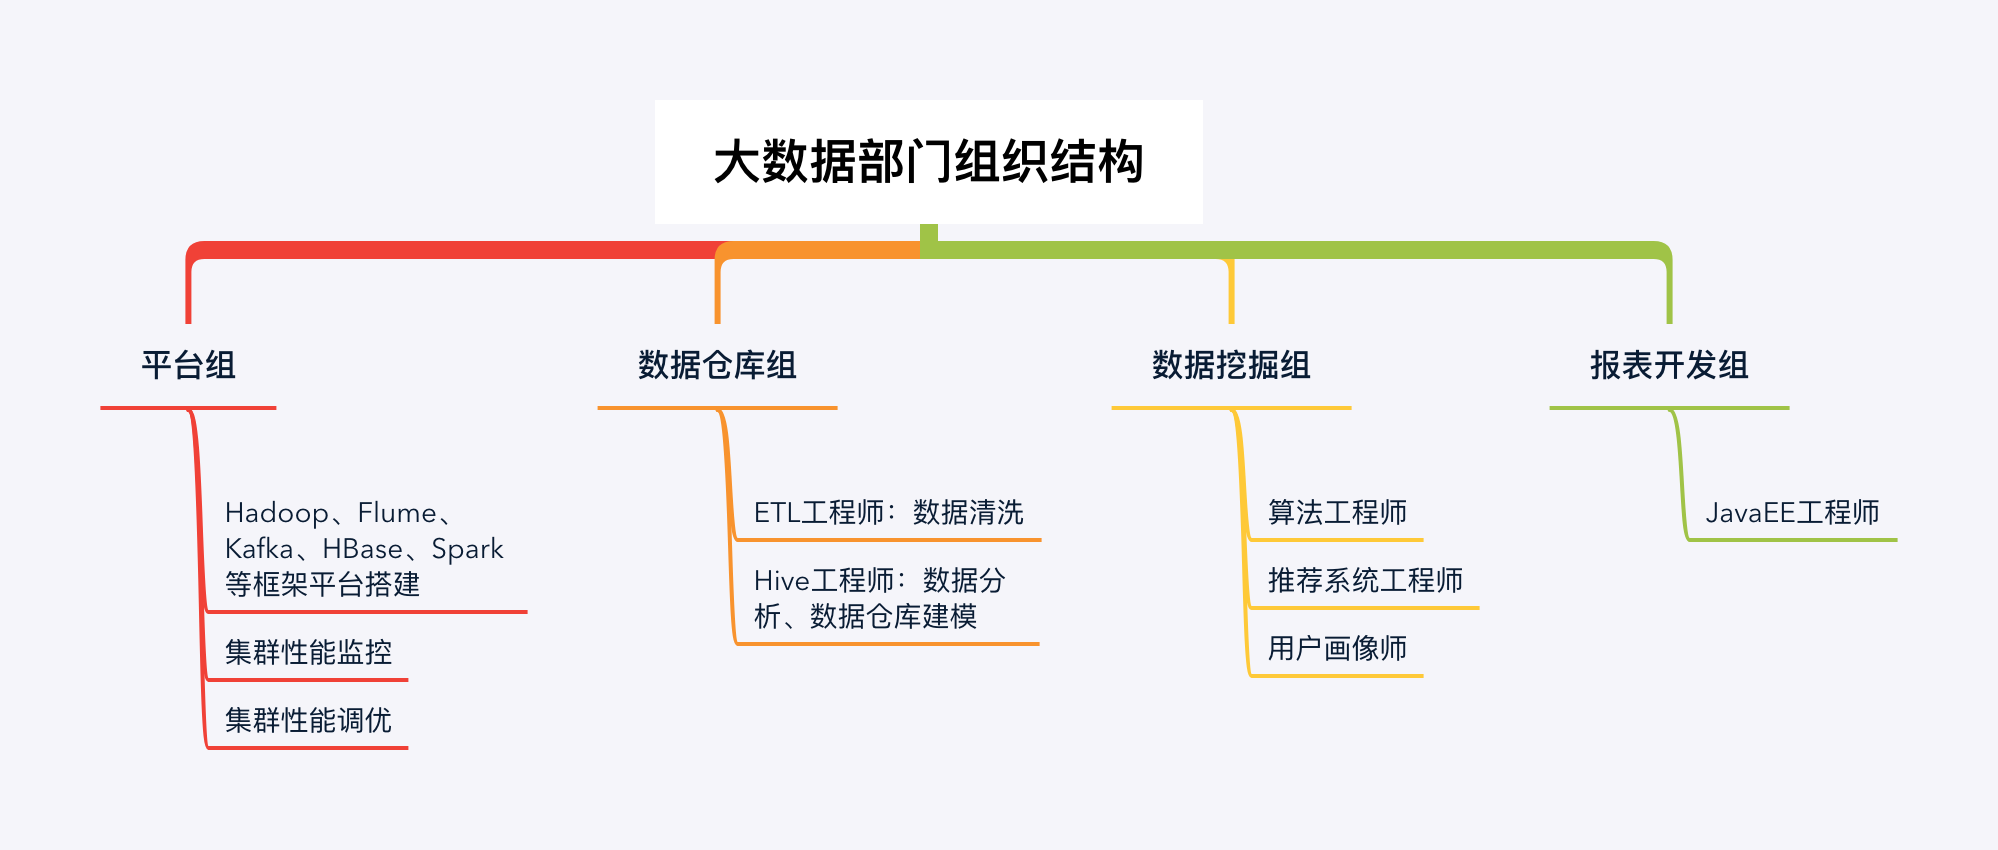 大数据部门组织结构
平台组
Hadoop、Flume、
Kafka、HBase、Spark
等框架平台搭建
集群性能监控
集群性能调优
数据仓库组
ETL工程师：数据清洗
Hive工程师：数据分
析、数据仓库建模
数据挖掘组
算法工程师
推荐系统工程师
用户画像师
报表开发组
JavaEE工程师